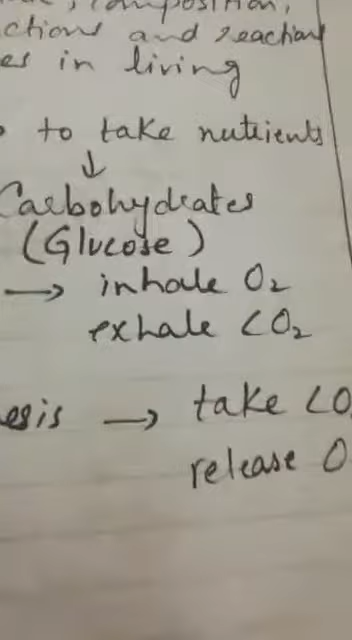 composition,
ctions and reactions
es in living
to take nutrients
↓
Carbohydrates
(Glucose)
→ inhale O₂
exhale CO₂
esis → take CO
release O